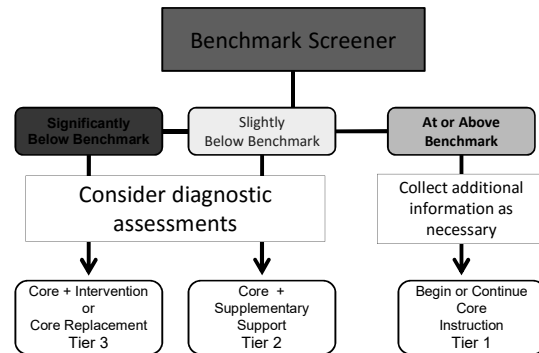 Benchmark Screener
Significantly
Below Benchmark
Slightly
Below Benchmark
At or Above
Benchmark
Consider diagnostic
assessments
Collect additional
information as
necessary
Core + Intervention
or
Core Replacement
Tier 3
Core +
Supplementary
Support
Tier 2
Begin or Continue
Core
Instruction
Tier 1